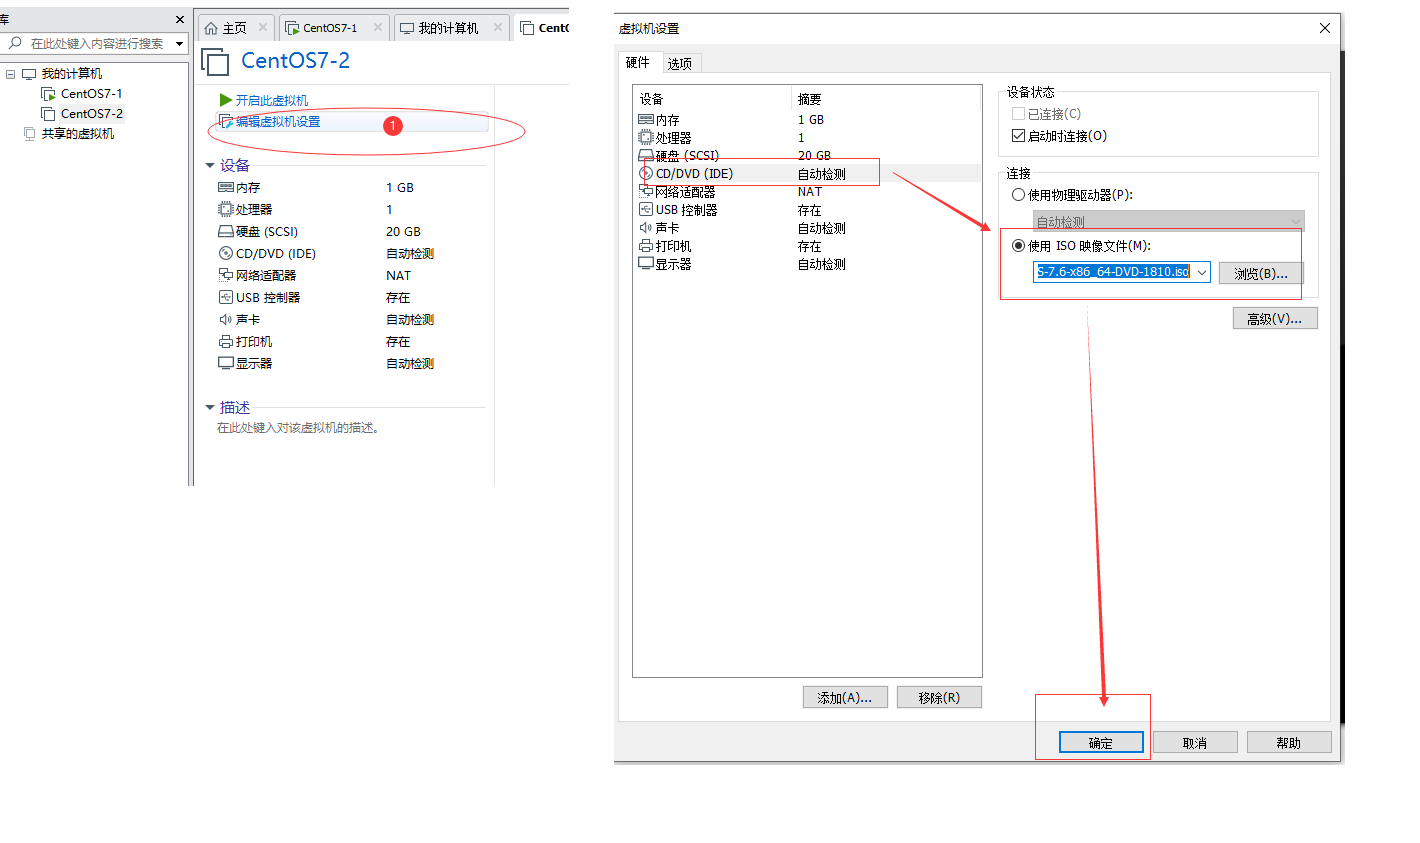 库
在此处键入内容进行搜索
我的计算机
CentOS7-1
CentOS7-2
共享的虚拟机
主页
CentOS7-1
我的计算机
CentO
CentOS7-2
开启此虚拟机
编辑虚拟机设置
1
设备
内存 1 GB
处理器 1
硬盘 (SCSI) 20 GB
CD/DVD (IDE) 自动检测
网络适配器 NAT
USB 控制器 存在
声卡 自动检测
打印机 存在
显示器 自动检测
描述
在此处键入对该虚拟机的描述。
虚拟机设置
硬件 选项
设备 摘要
内存 1 GB
处理器 1
硬盘 (SCSI) 20 GB
CD/DVD (IDE) 自动检测
网络适配器 NAT
USB 控制器 存在
声卡 自动检测
打印机 存在
显示器 自动检测
添加(A)... 移除(R)
设备状态
已连接(C)
启动时连接(O)
连接
使用物理驱动器(P):
自动检测
使用 ISO 映像文件(M):
S-7.6-x86_64-DVD-1810.iso
浏览(B)...
高级(V)...
确定 取消 帮助